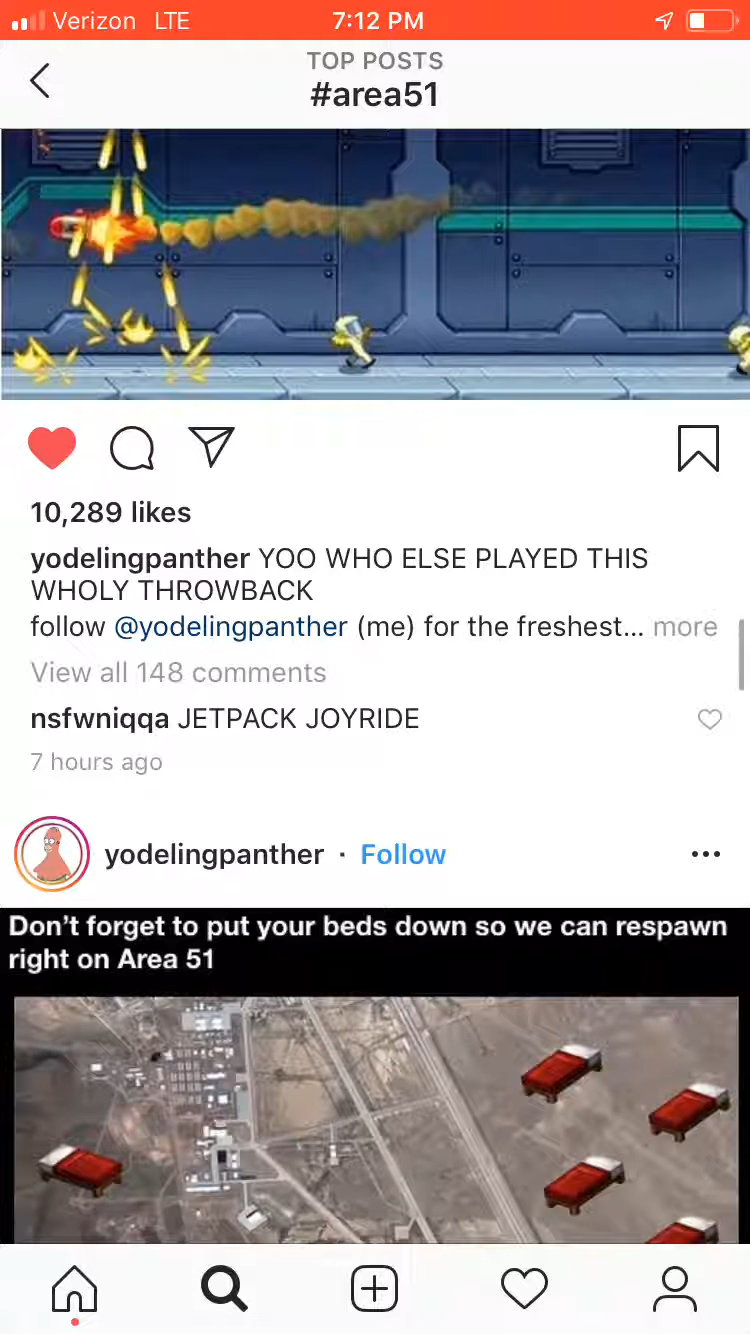 Verizon LTE 7:12 PM
TOP POSTS
#area51
10,289 likes
yodelingpanther YOO WHO ELSE PLAYED THIS
WHOLY THROWBACK
follow @yodelingpanther (me) for the freshest... more
View all 148 comments
nsfwniqqa JETPACK JOYRIDE
7 hours ago
yodelingpanther · Follow
Don't forget to put your beds down so we can respawn
right on Area 51